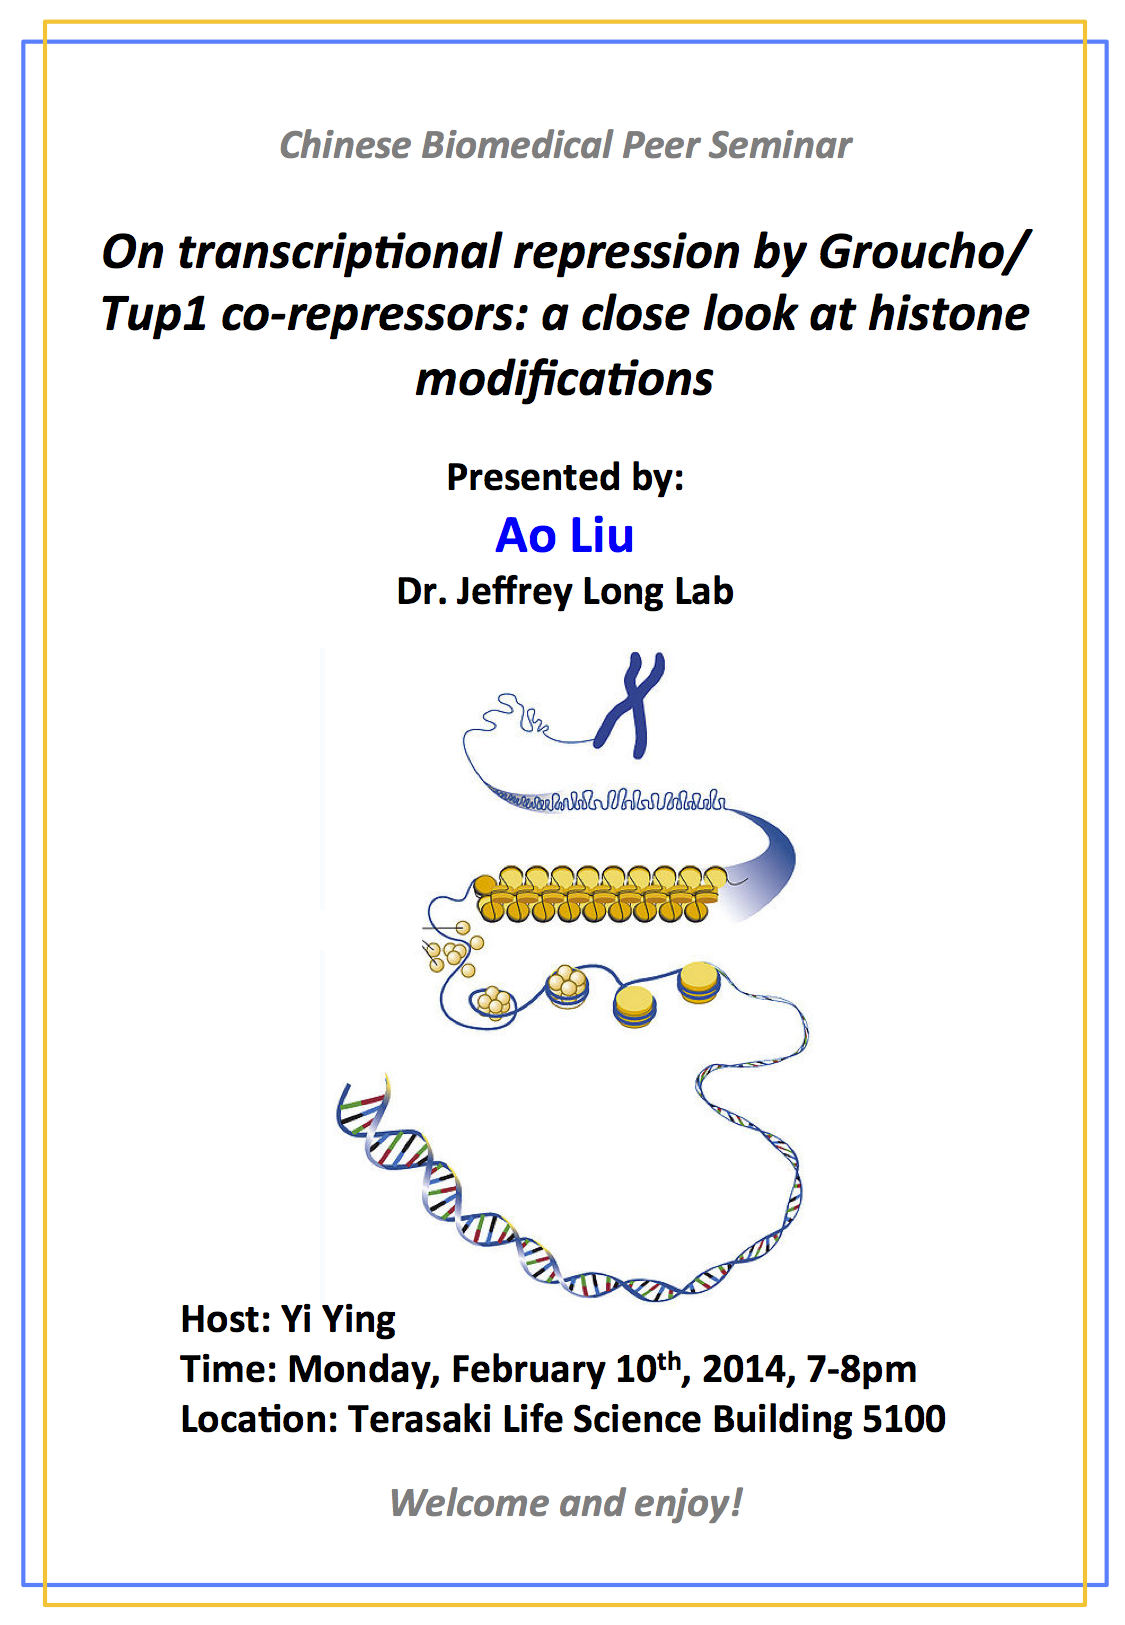 Chinese Biomedical Peer Seminar
On transcriptional repression by Groucho/
Tup1 co-repressors: a close look at histone
modifications
Presented by:
Ao Liu
Dr. Jeffrey Long Lab
Host: Yi Ying
Time: Monday, February 10th, 2014, 7-8pm
Location: Terasaki Life Science Building 5100
Welcome and enjoy!